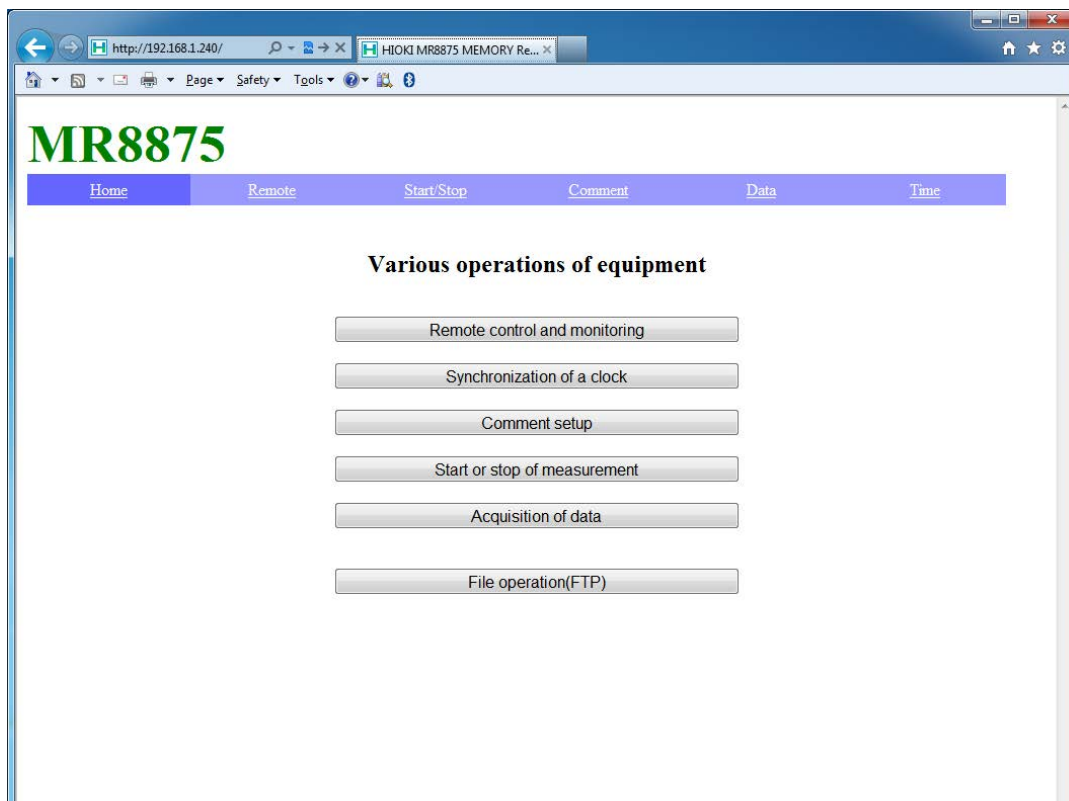 http://192.168.1.240/
HIOKI MR8875 MEMORY Re...
Page Safety Tools
MR8875
Home Remote Start/Stop Comment Data Time
Various operations of equipment
Remote control and monitoring
Synchronization of a clock
Comment setup
Start or stop of measurement
Acquisition of data
File operation(FTP)